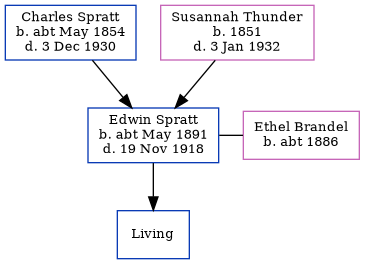 Charles Spratt
b. abt May 1854
d. 3 Dec 1930
Susannah Thunder
b. 1851
d. 3 Jan 1932
Edwin Spratt
b. abt May 1891
d. 19 Nov 1918
Ethel Brandel
b. abt 1886
Living